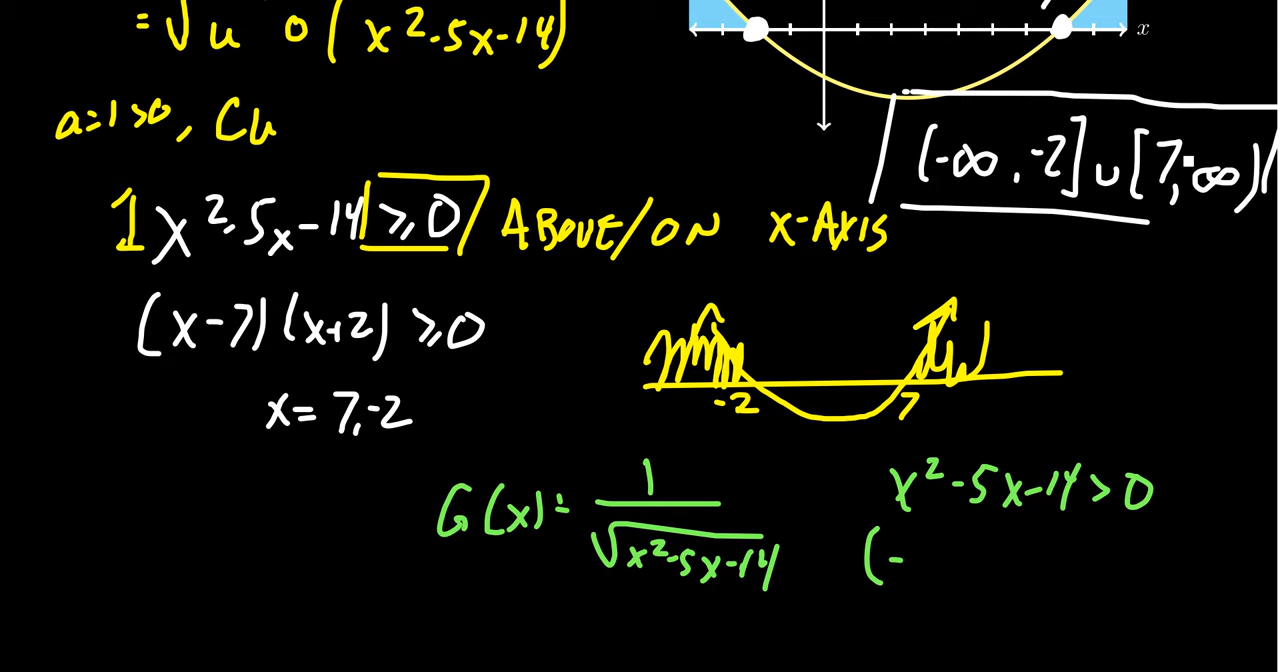 = √u o (x²-5x-14)
x
a=1>0, CU
(-∞, -2] ∪ [7, ∞)
1x²-5x-14 ≥ 0 ABOVE/ON X-AXIS
(x-7)(x+2) ≥ 0
x = 7, -2
-2 7
G(x) = 1/√(x²-5x-14)
x²-5x-14 > 0
(-